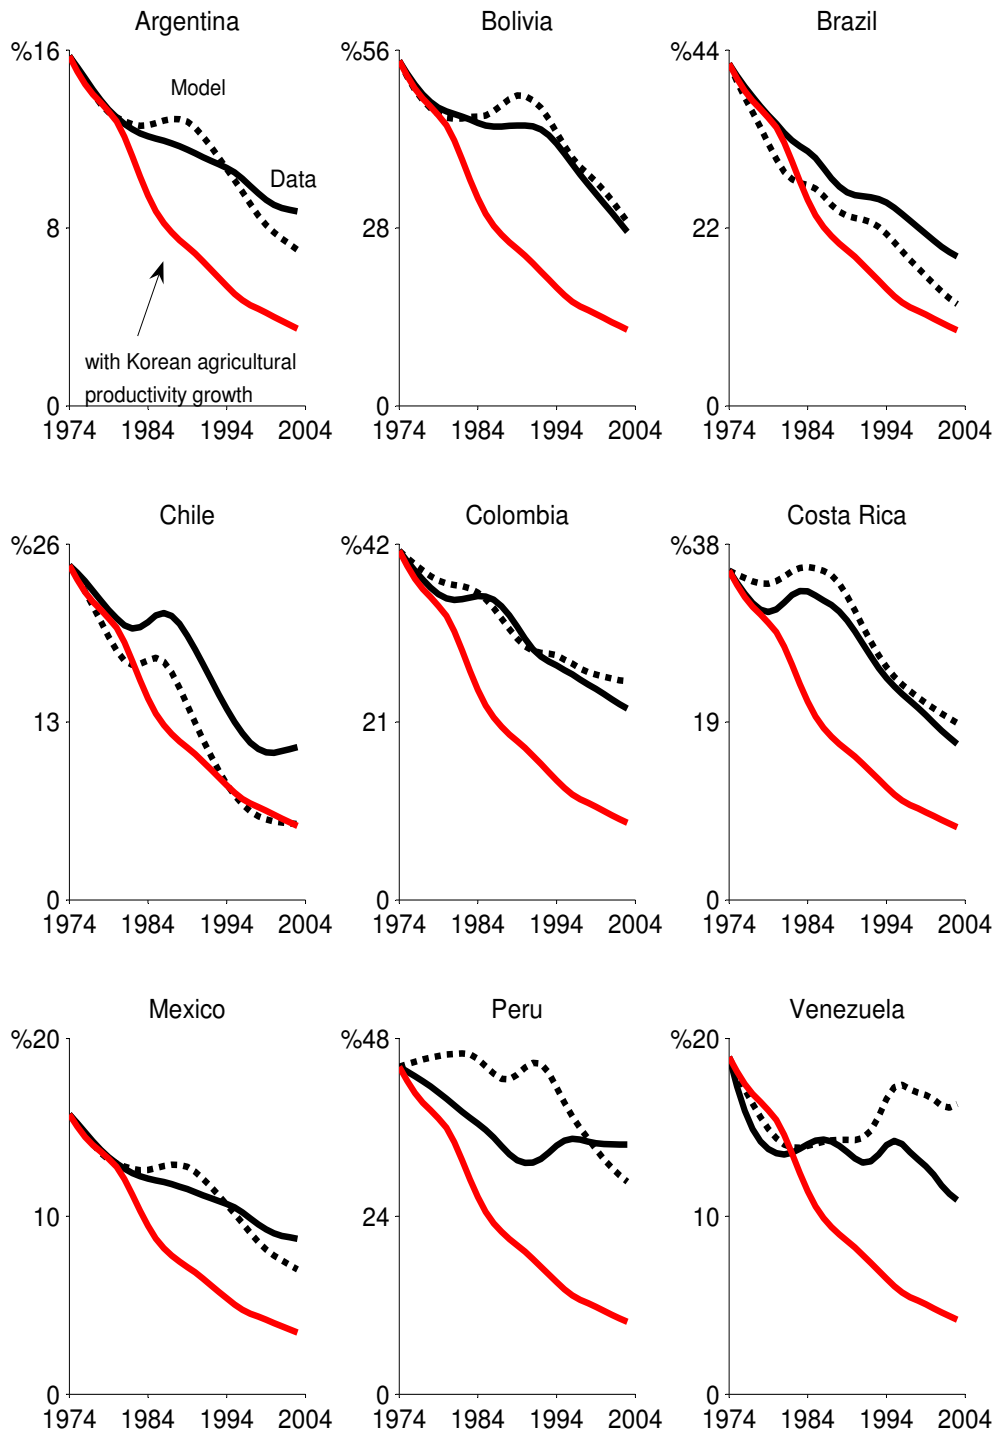 Argentina
Bolivia
Brazil
%16
8
0
Model
Data
with Korean agricultural
productivity growth
1974 1984 1994 2004
%56
28
0
1974 1984 1994 2004
%44
22
0
1974 1984 1994 2004
Chile
Colombia
Costa Rica
%26
13
0
1974 1984 1994 2004
%42
21
0
1974 1984 1994 2004
%38
19
0
1974 1984 1994 2004
Mexico
Peru
Venezuela
%20
10
0
1974 1984 1994 2004
%48
24
0
1974 1984 1994 2004
%20
10
0
1974 1984 1994 2004